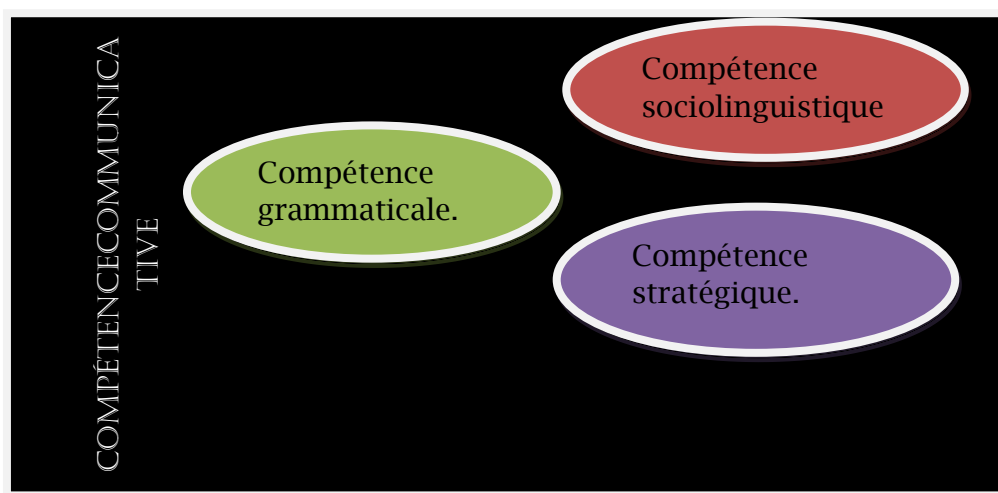 COMPÉTENCECOMMUNICA
TIVE
Compétence
grammaticale.
Compétence
sociolinguistique
Compétence
stratégique.